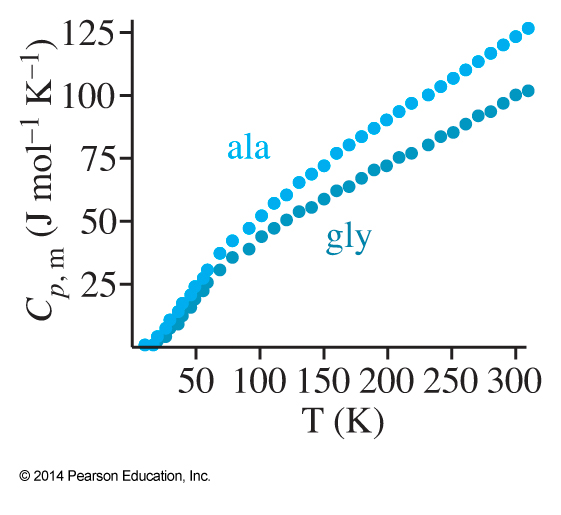 C_p, m (J mol⁻¹ K⁻¹)
125
100
75
50
25
ala
gly
50 100 150 200 250 300
T (K)
© 2014 Pearson Education, Inc.